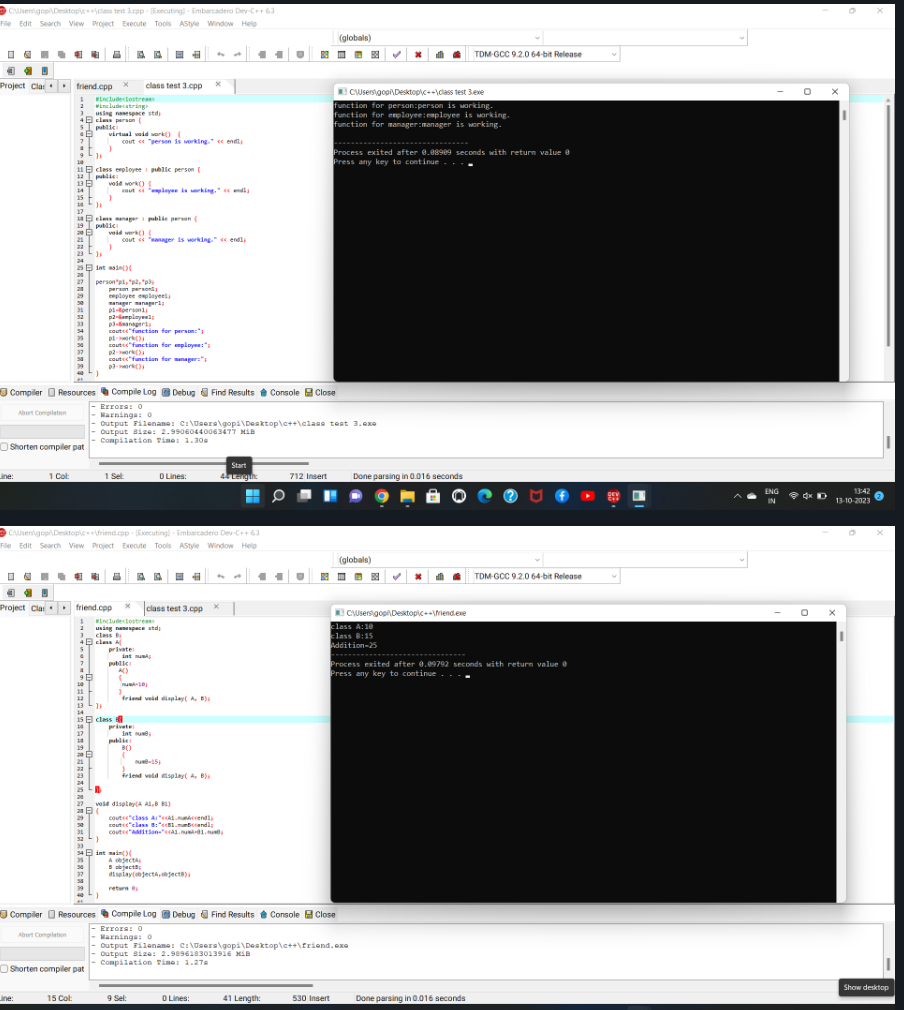 C:\Users\gopi\Desktop\c++\class test 3.cpp - [Executing] - Embarcadero Dev-C++ 6.3
File Edit Search View Project Execute Tools AStyle Window Help
(globals)
TDM-GCC 9.2.0 64-bit Release
Project Clas friend.cpp class test 3.cpp
1 #include<iostream>
2 #include<string>
3 using namespace std;
4 class person {
5 public:
6 virtual void work() {
7 cout << "person is working." << endl;
8 }
9 };
10
11 class employee : public person {
12 public:
13 void work() {
14 cout << "employee is working." << endl;
15 }
16 };
17
18 class manager : public person {
19 public:
20 void work() {
21 cout << "manager is working." << endl;
22 }
23 };
24
25 int main(){
26
27 person*p1,*p2,*p3;
28 person person1;
29 employee employee1;
30 manager manager1;
31 p1=&person1;
32 p2=&employee1;
33 p3=&manager1;
34 cout<<"function for person:";
35 p1->work();
36 cout<<"function for employee:";
37 p2->work();
38 cout<<"function for manager:";
39 p3->work();
40 }
41
C:\Users\gopi\Desktop\c++\class test 3.exe
function for person:person is working.
function for employee:employee is working.
function for manager:manager is working.
--------------------------------
Process exited after 0.08909 seconds with return value 0
Press any key to continue . . .
Compiler Resources Compile Log Debug Find Results Console Close
Abort Compilation
Shorten compiler pat
- Errors: 0
- Warnings: 0
- Output Filename: C:\Users\gopi\Desktop\c++\class test 3.exe
- Output Size: 2.99060440063477 MiB
- Compilation Time: 1.30s
Start
ine: 1 Col: 1 Sel: 0 Lines: 44 Length: 712 Insert Done parsing in 0.016 seconds
ENG
IN
13:42
13-10-2023
2
C:\Users\gopi\Desktop\c++\friend.cpp - [Executing] - Embarcadero Dev-C++ 6.3
File Edit Search View Project Execute Tools AStyle Window Help
(globals)
TDM-GCC 9.2.0 64-bit Release
Project Clas friend.cpp class test 3.cpp
1 #include<iostream>
2 using namespace std;
3 class B;
4 class A{
5 private:
6 int numA;
7 public:
8 A()
9 {
10 numA=10;
11 }
12 friend void display( A, B);
13 };
14
15 class B{
16 private:
17 int numB;
18 public:
19 B()
20 {
21 numB=15;
22 }
23 friend void display( A, B);
24
25 };
26
27 void display(A A1,B B1)
28 {
29 cout<<"class A:"<<A1.numA<<endl;
30 cout<<"class B:"<<B1.numB<<endl;
31 cout<<"Addition="<<A1.numA+B1.numB;
32 }
33
34 int main(){
35 A objectA;
36 B objectB;
37 display(objectA,objectB);
38
39 return 0;
40 }
41
C:\Users\gopi\Desktop\c++\friend.exe
class A:10
class B:15
Addition=25
--------------------------------
Process exited after 0.09792 seconds with return value 0
Press any key to continue . . .
Compiler Resources Compile Log Debug Find Results Console Close
Abort Compilation
Shorten compiler pat
- Errors: 0
- Warnings: 0
- Output Filename: C:\Users\gopi\Desktop\c++\friend.exe
- Output Size: 2.9896183013916 MiB
- Compilation Time: 1.27s
Show desktop
ine: 15 Col: 9 Sel: 0 Lines: 41 Length: 530 Insert Done parsing in 0.016 seconds